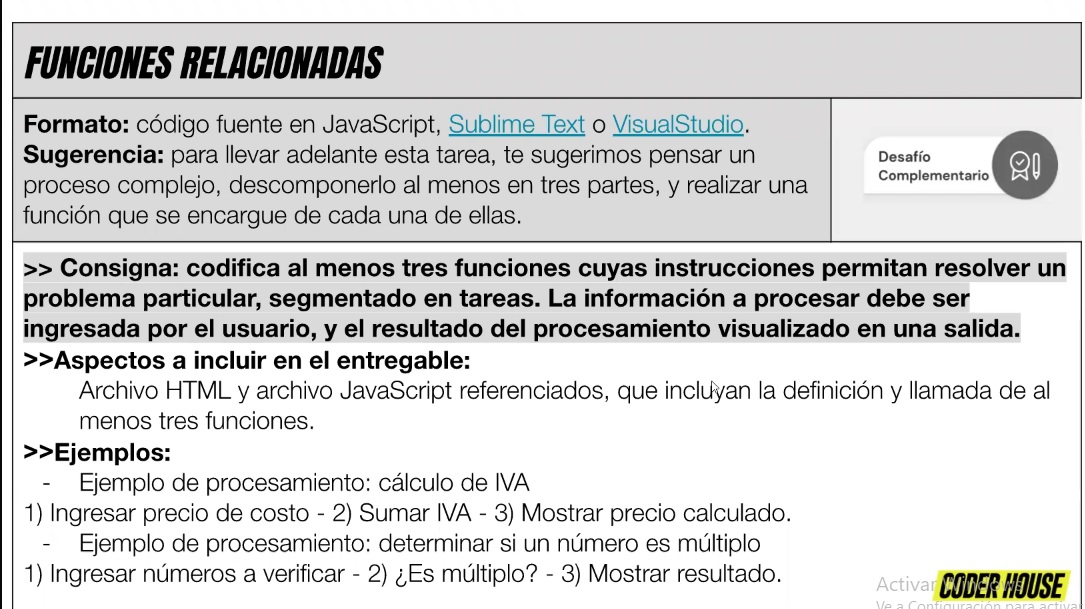 FUNCIONES RELACIONADAS
Formato: código fuente en JavaScript, Sublime Text o VisualStudio.
Sugerencia: para llevar adelante esta tarea, te sugerimos pensar un
proceso complejo, descomponerlo al menos en tres partes, y realizar una
función que se encargue de cada una de ellas.
Desafío
Complementario
>> Consigna: codifica al menos tres funciones cuyas instrucciones permitan resolver un
problema particular, segmentado en tareas. La información a procesar debe ser
ingresada por el usuario, y el resultado del procesamiento visualizado en una salida.
>>Aspectos a incluir en el entregable:
Archivo HTML y archivo JavaScript referenciados, que incluyan la definición y llamada de al
menos tres funciones.
>>Ejemplos:
- Ejemplo de procesamiento: cálculo de IVA
1) Ingresar precio de costo - 2) Sumar IVA - 3) Mostrar precio calculado.
- Ejemplo de procesamiento: determinar si un número es múltiplo
1) Ingresar números a verificar - 2) ¿Es múltiplo? - 3) Mostrar resultado.
Activar
CODER HOUSE
Ve a Configuración para activar